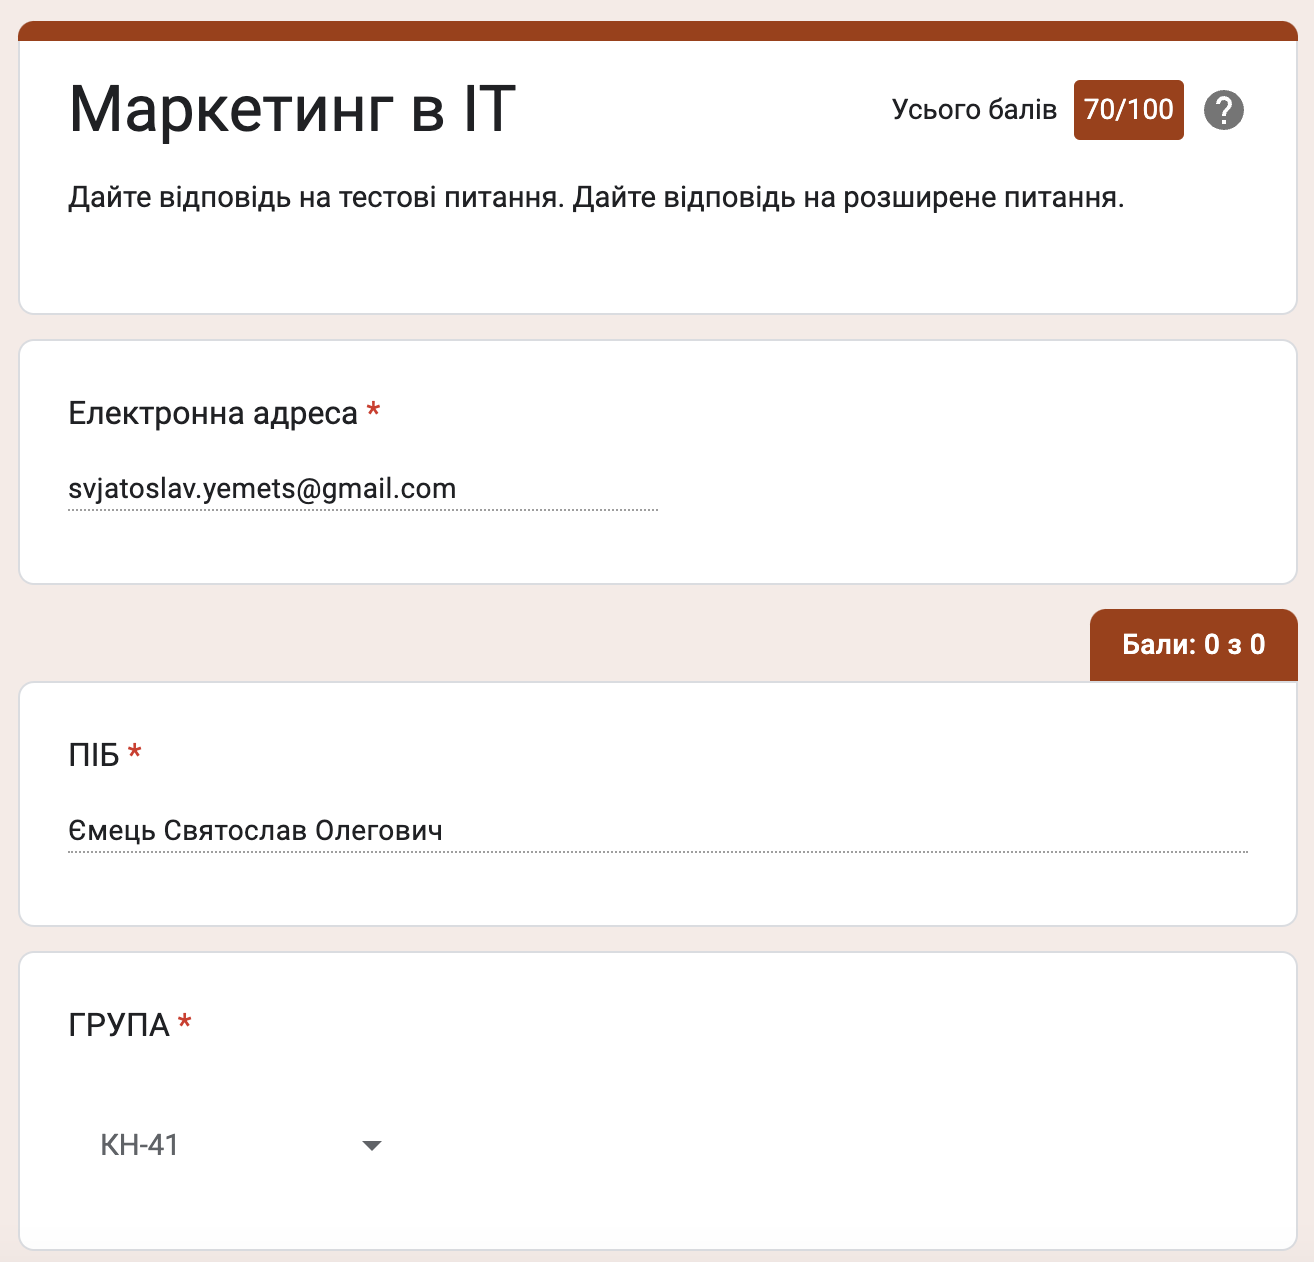 Маркетинг в ІТ
Усього балів 70/100 ?
Дайте відповідь на тестові питання. Дайте відповідь на розширене питання.
Електронна адреса *
svjatoslav.yemets@gmail.com
Бали: 0 з 0
ПІБ *
Ємець Святослав Олегович
ГРУПА *
КН-41